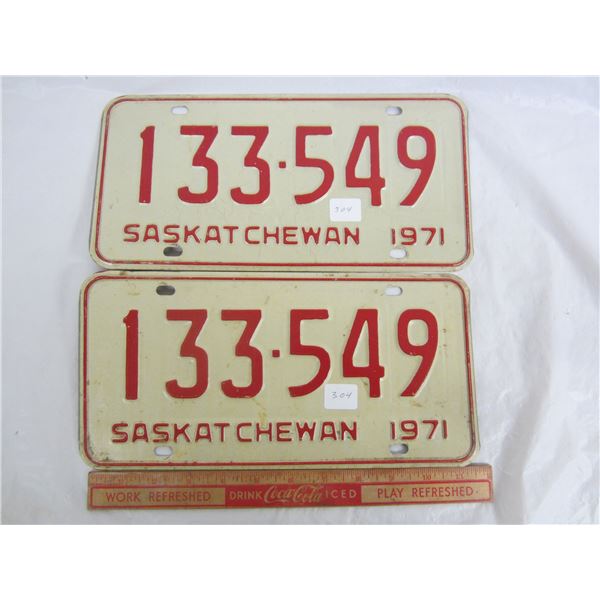 133·549
304
SASKATCHEWAN 1971
133·549
304
SASKATCHEWAN 1971
WORK REFRESHED DRINK Coca-Cola ICED PLAY REFRESHED